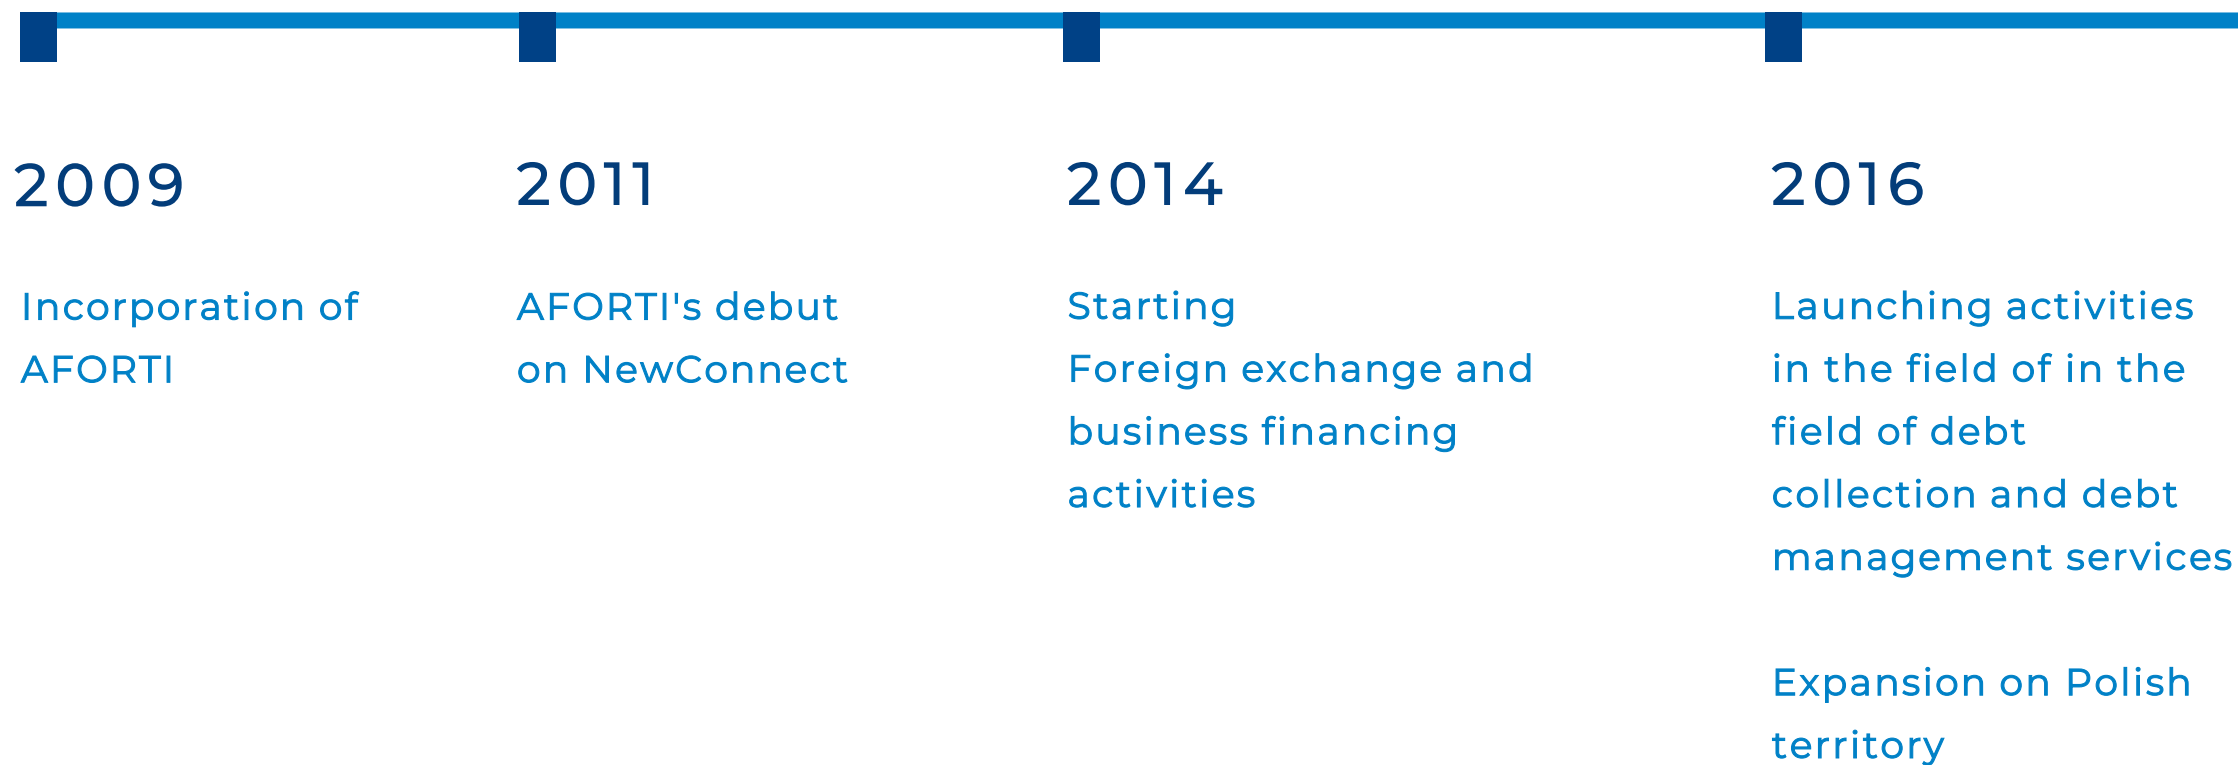 2009
Incorporation of
AFORTI
2011
AFORTI's debut
on NewConnect
2014
Starting
Foreign exchange and
business financing
activities
2016
Launching activities
in the field of in the
field of debt
collection and debt
management services
Expansion on Polish
territory